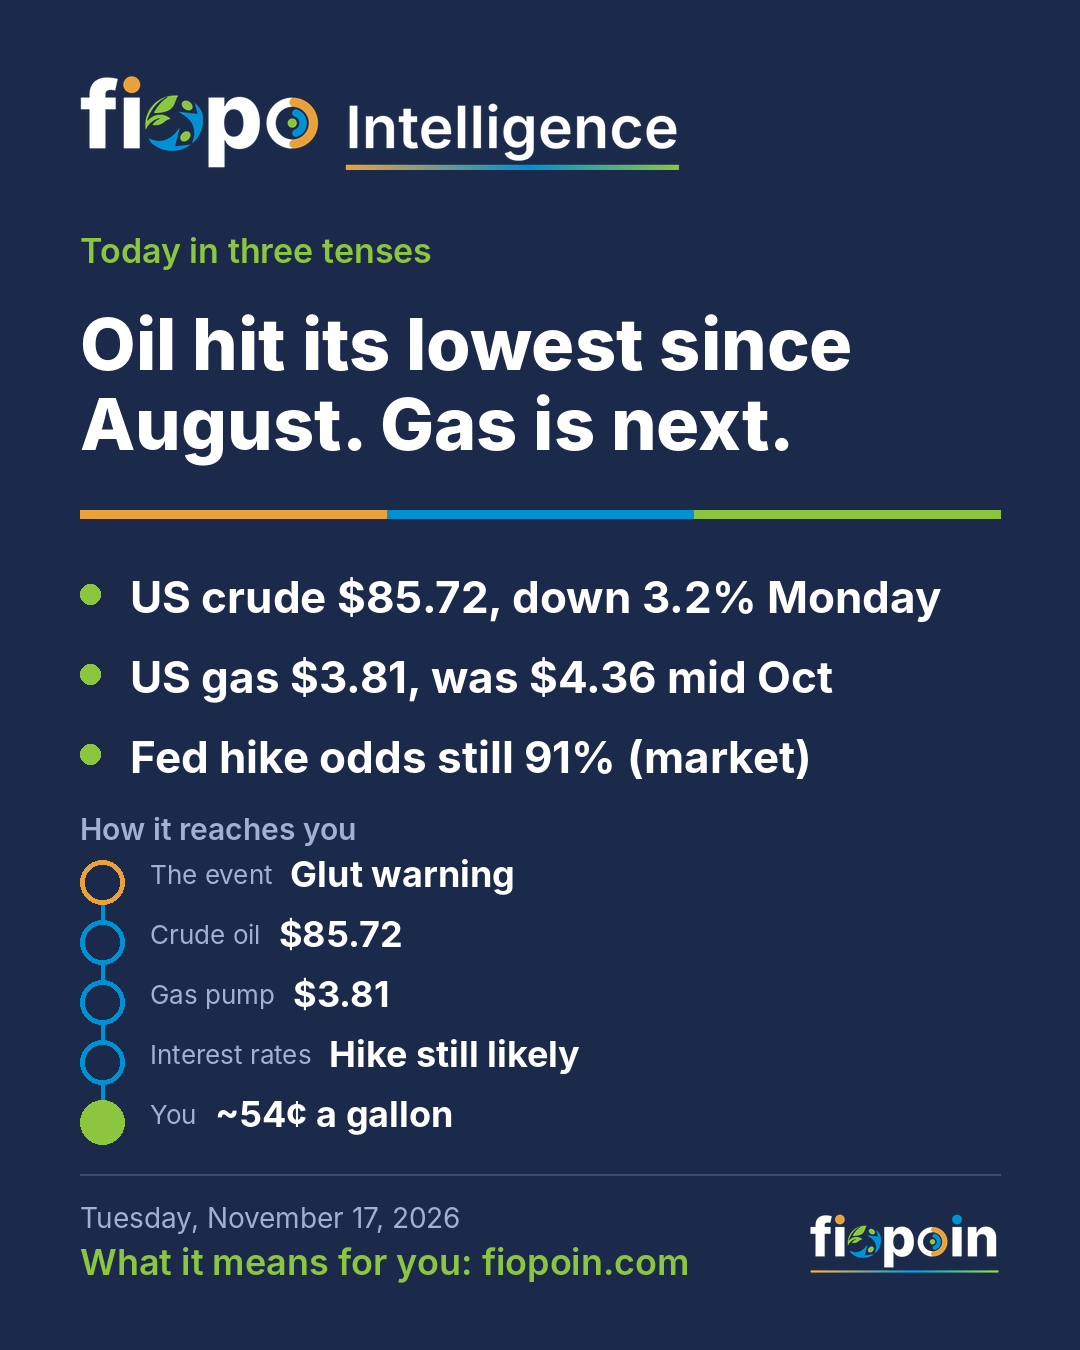 fiopo Intelligence
Today in three tenses
Oil hit its lowest since
August. Gas is next.
US crude $85.72, down 3.2% Monday
US gas $3.81, was $4.36 mid Oct
Fed hike odds still 91% (market)
How it reaches you
The event Glut warning
Crude oil $85.72
Gas pump $3.81
Interest rates Hike still likely
You ~54¢ a gallon
Tuesday, November 17, 2026
What it means for you: fiopoin.com
fiopoin